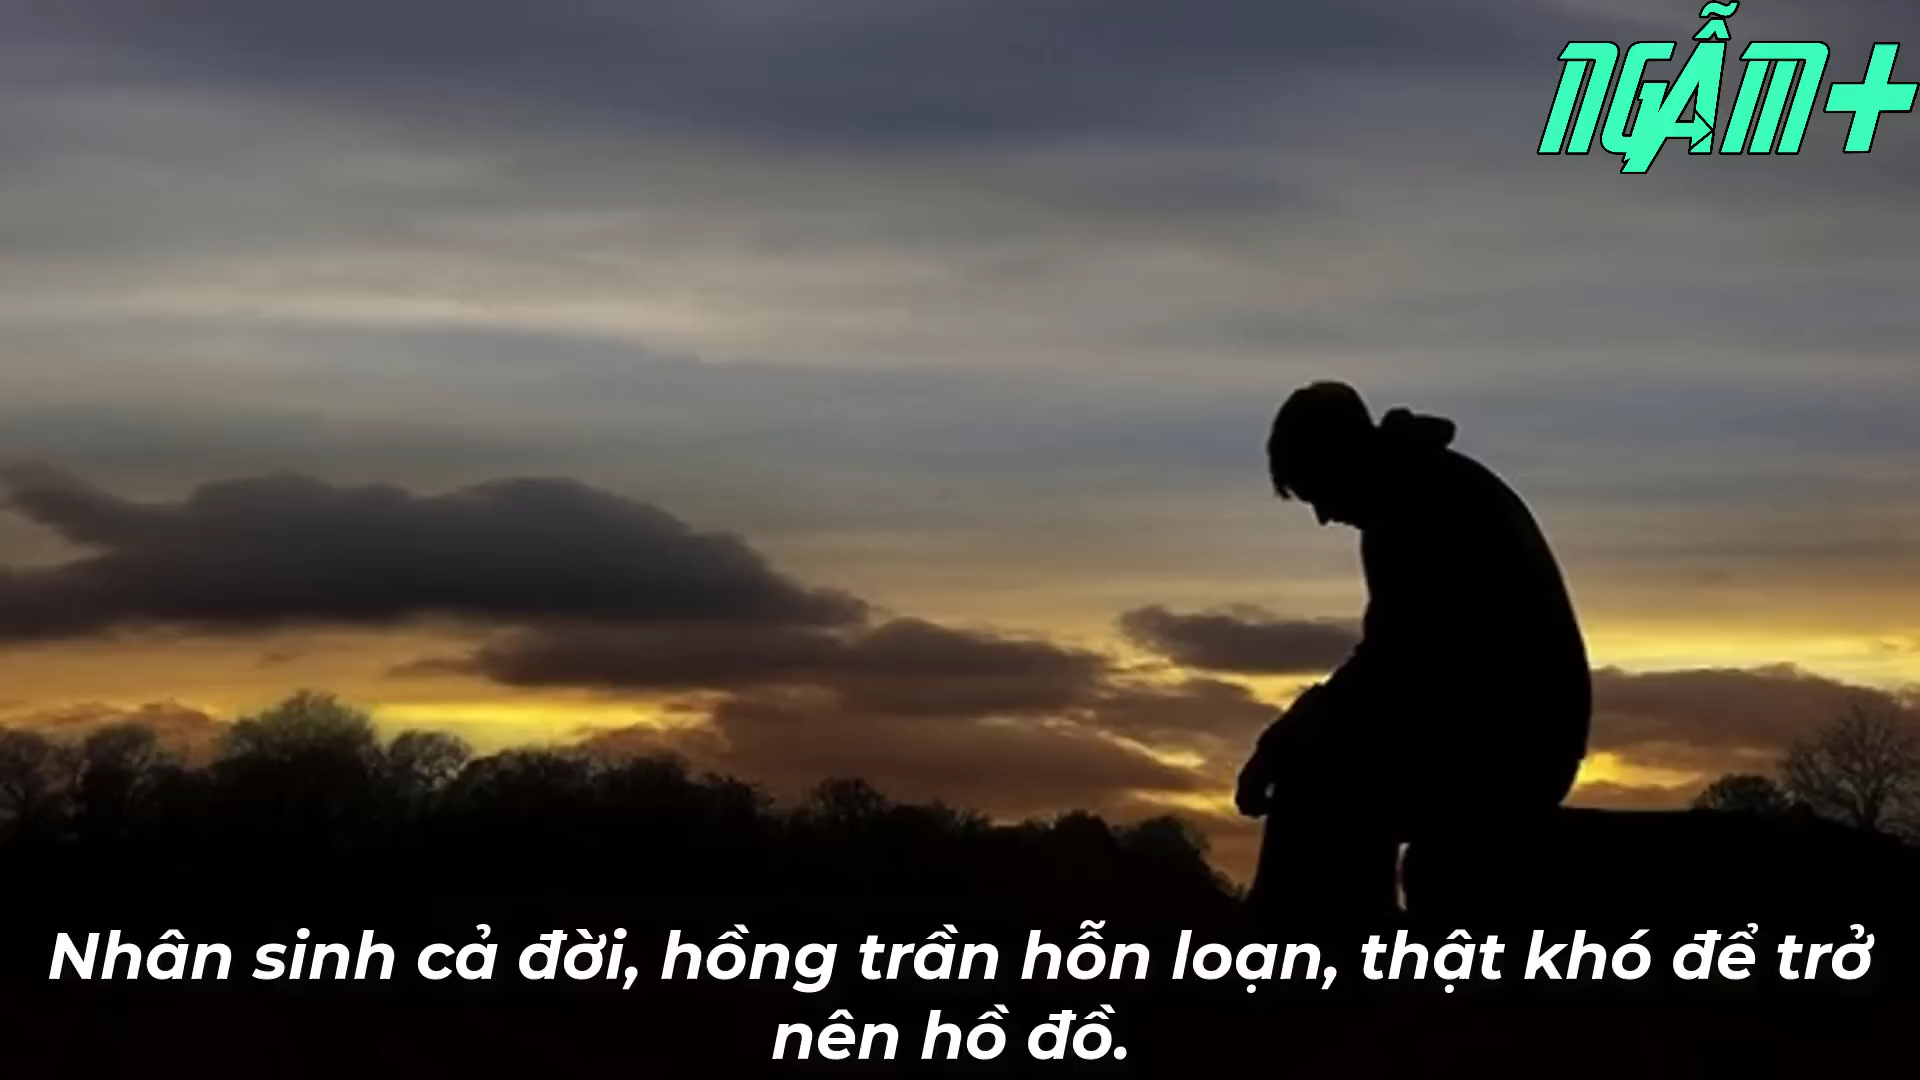 NGẪM+
Nhân sinh cả đời, hồng trần hỗn loạn, thật khó để trở
nên hồ đồ.